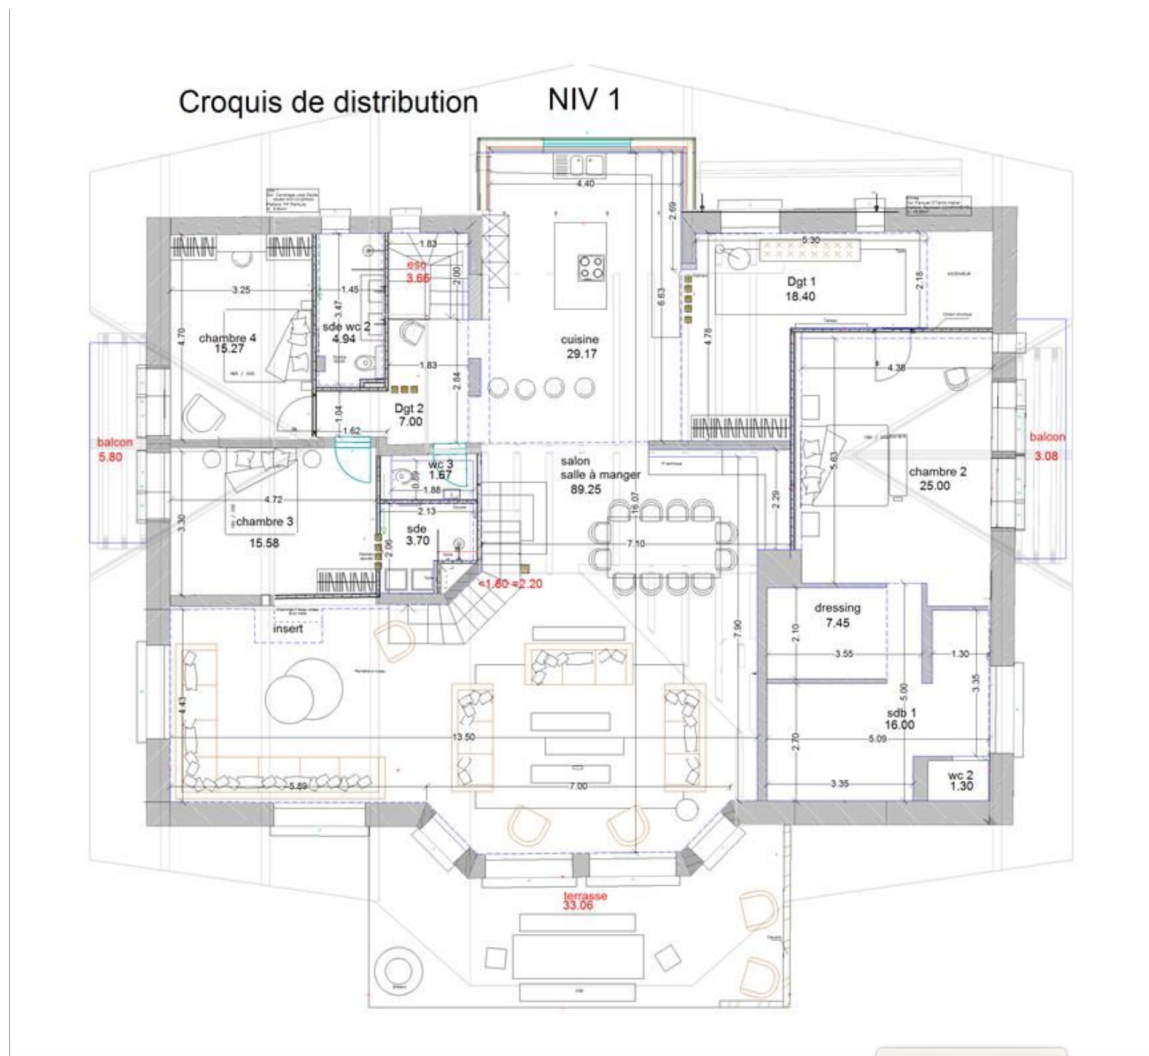 Croquis de distribution
NIV 1
4.40
2.69
1.83
esc
3.66
2.00
5.30
2.18
Dgt 1
18.40
3.25
1.45
3.47
sde wc 2
4.94
4.70
chambre 4
15.27
6.63
4.78
cuisine
29.17
1.83
2.84
4.38
Dgt 2
7.00
1.04
1.62
balcon
5.80
balcon
3.08
wc 3
1.67
0.89
1.88
salon
salle à manger
89.25
5.63
chambre 2
25.00
4.72
3.30
chambre 3
15.58
2.13
sde
3.70
2.06
16.07
2.29
7.10
<1.80 =2.20
insert
dressing
7.45
2.10
3.55
1.30
7.90
3.35
5.00
4.43
sdb 1
16.00
13.50
2.70
5.09
5.89
7.00
3.35
wc 2
1.30
terrasse
33.06